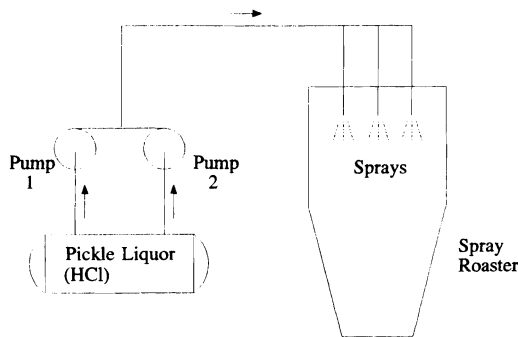 Pump
1
Pump
2
Sprays
Pickle Liquor
(HCl)
Spray
Roaster